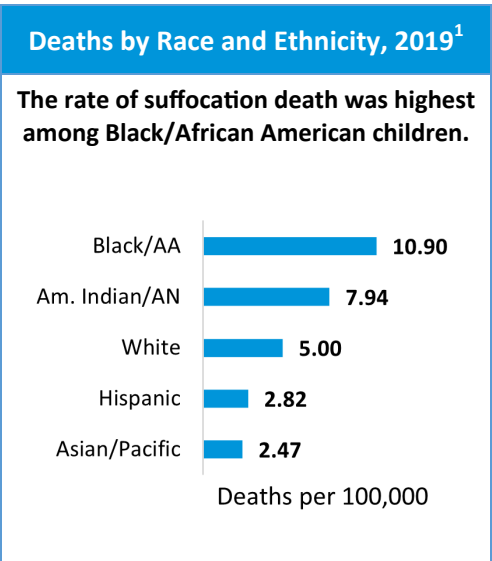 Deaths by Race and Ethnicity, 2019¹
The rate of suffocation death was highest
among Black/African American children.
Black/AA 10.90
Am. Indian/AN 7.94
White 5.00
Hispanic 2.82
Asian/Pacific 2.47
Deaths per 100,000